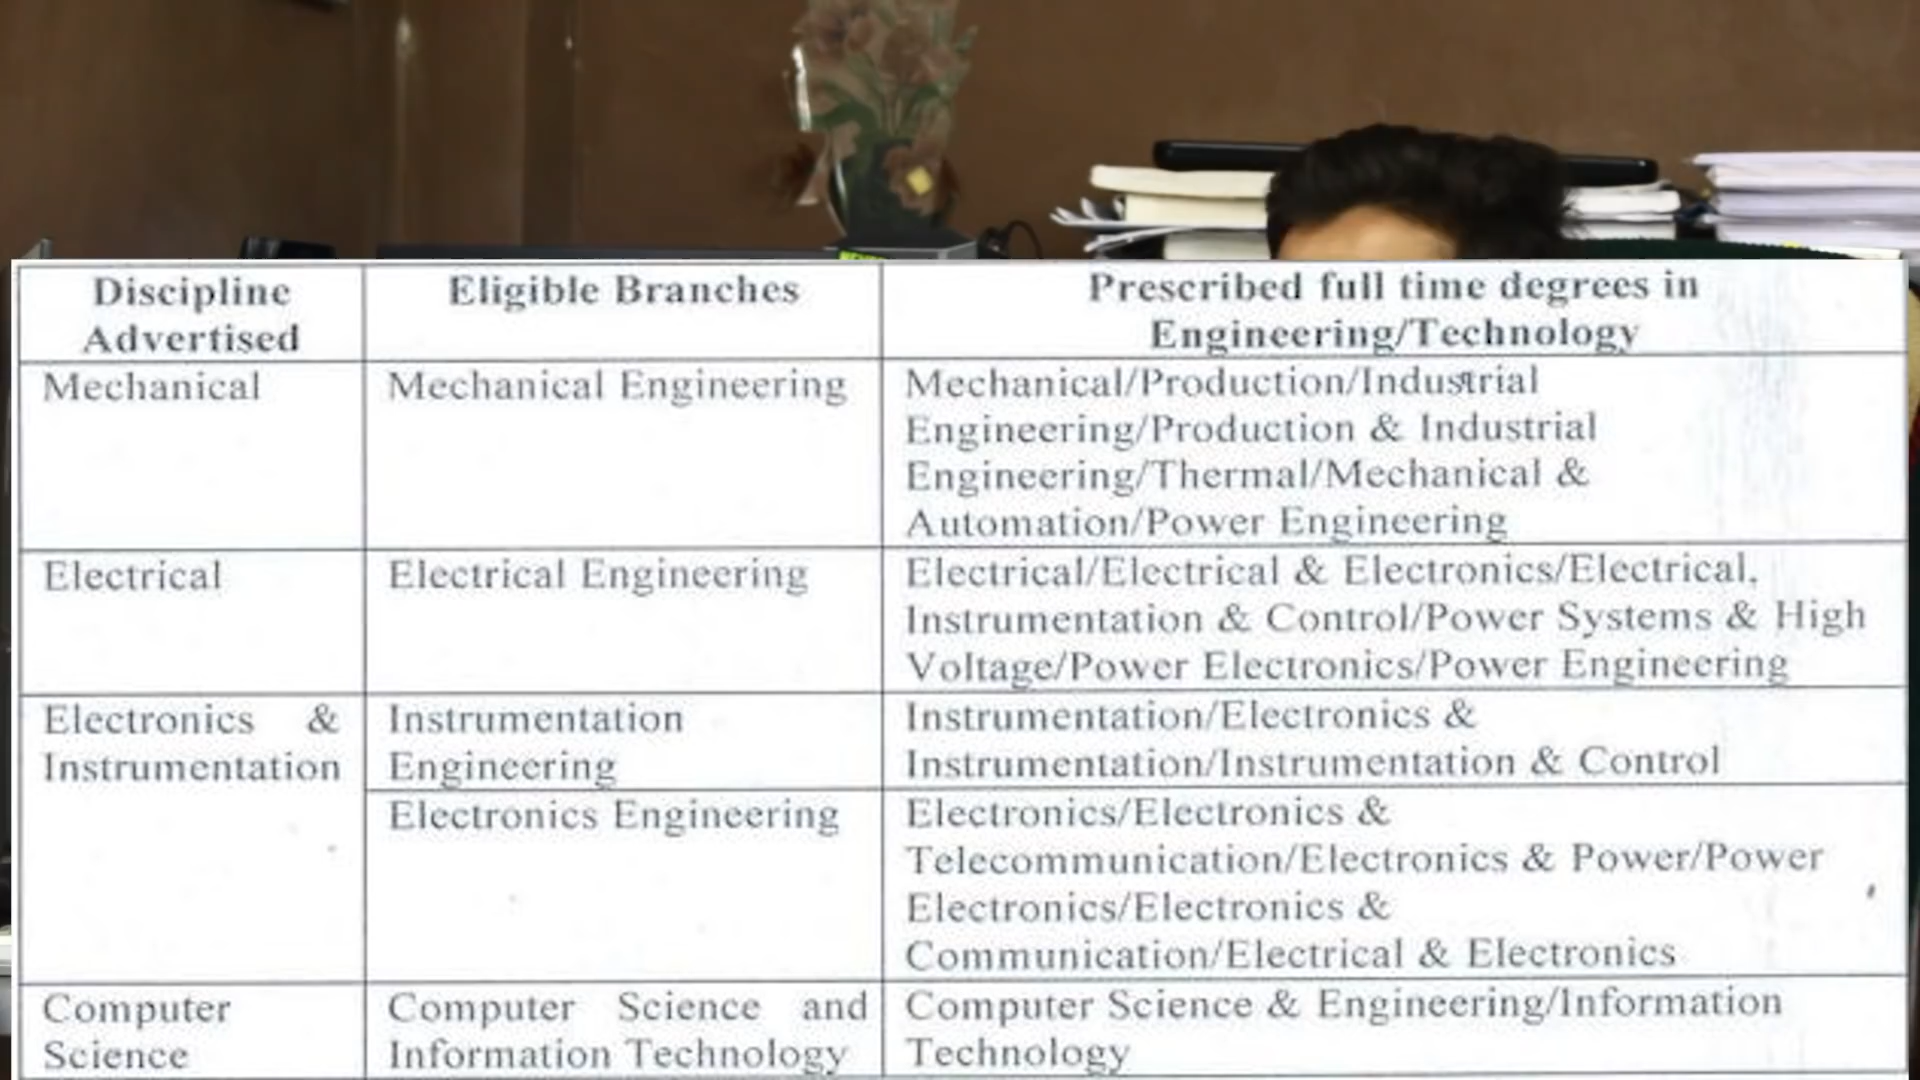 Discipline Advertised
Eligible Branches
Prescribed full time degrees in
Engineering/Technology
Mechanical
Mechanical Engineering
Mechanical/Production/Industrial
Engineering/Production & Industrial
Engineering/Thermal/Mechanical &
Automation/Power Engineering
Electrical
Electrical Engineering
Electrical/Electrical & Electronics/Electrical,
Instrumentation & Control/Power Systems & High
Voltage/Power Electronics/Power Engineering
Electronics &
Instrumentation
Instrumentation
Engineering
Instrumentation/Electronics &
Instrumentation/Instrumentation & Control
Electronics Engineering
Electronics/Electronics &
Telecommunication/Electronics & Power/Power
Electronics/Electronics &
Communication/Electrical & Electronics
Computer
Science
Computer Science and
Information Technology
Computer Science & Engineering/Information
Technology